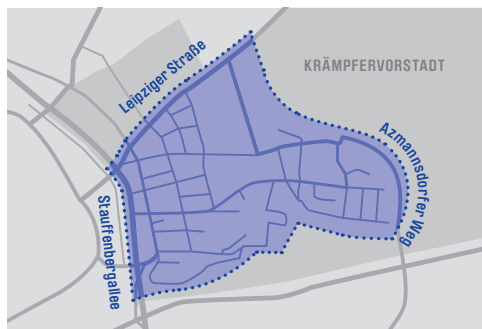 Leipziger Straße
KRÄMPFERVORSTADT
Azmannsdorfer Weg
Stauffenbergallee